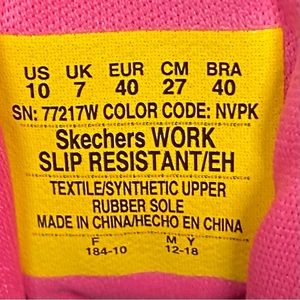 US UK EUR CM BRA
10 7 40 27 40
SN: 77217W COLOR CODE: NVPK
Skechers WORK
SLIP RESISTANT/EH
TEXTILE/SYNTHETIC UPPER
RUBBER SOLE
MADE IN CHINA/HECHO EN CHINA
F M Y
184-10 12-18